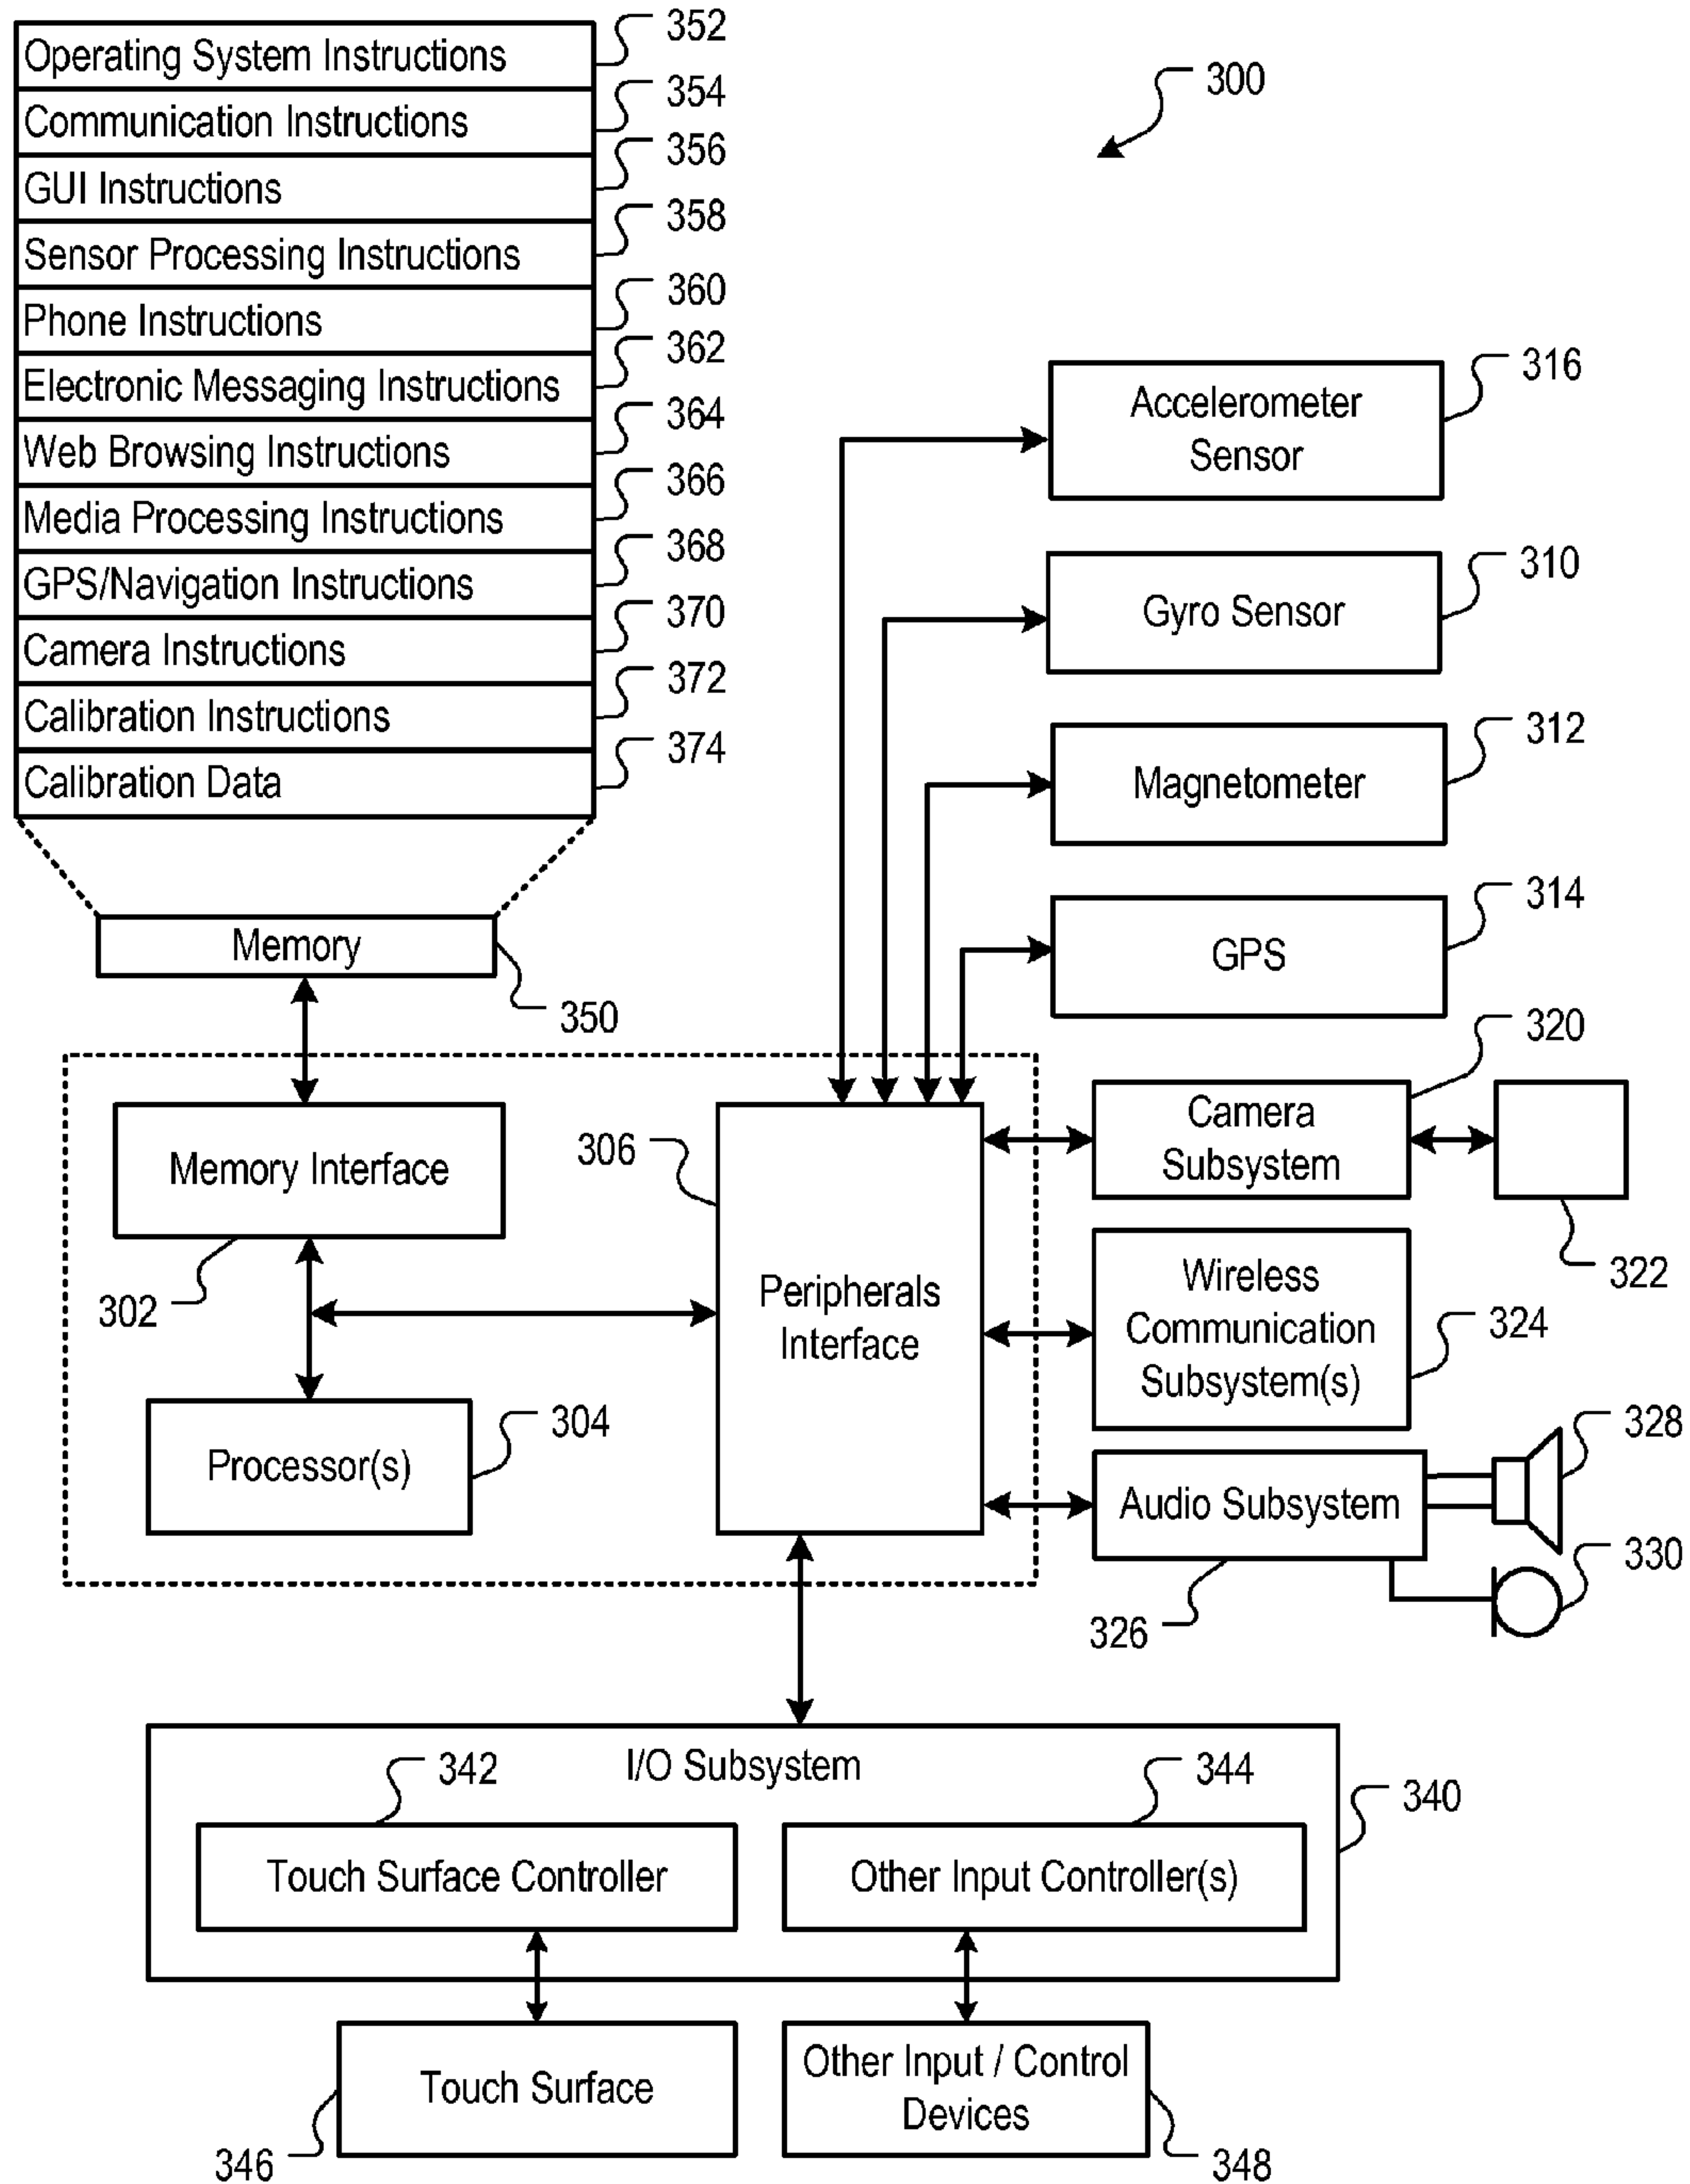 Operating System Instructions
352
Communication Instructions
354
GUI Instructions
356
Sensor Processing Instructions
358
Phone Instructions
360
Electronic Messaging Instructions
362
Web Browsing Instructions
364
Media Processing Instructions
366
GPS/Navigation Instructions
368
Camera Instructions
370
Calibration Instructions
372
Calibration Data
374
300
Accelerometer
Sensor
316
Gyro Sensor
310
Magnetometer
312
GPS
314
Memory
350
Memory Interface
302
306
Peripherals
Interface
Processor(s)
304
Camera
Subsystem
320
322
Wireless
Communication
Subsystem(s)
324
Audio Subsystem
326
328
330
I/O Subsystem
340
342
Touch Surface Controller
344
Other Input Controller(s)
Touch Surface
346
Other Input / Control
Devices
348